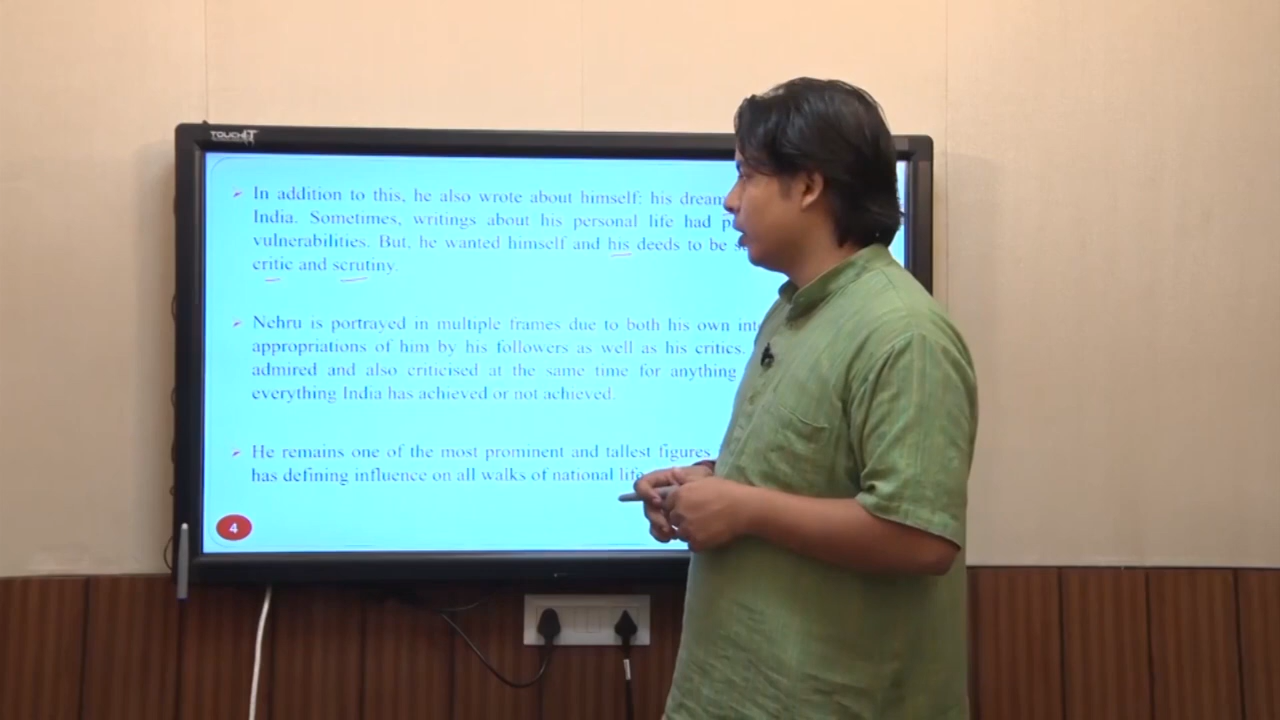 TOUCHIT
In addition to this, he also wrote about himself: his
India. Sometimes, writings about his personal life had
vulnerabilities. But, he wanted himself and his deeds to be
critic and scrutiny.
Nehru is portrayed in multiple frames due to both his own
appropriations of him by his followers as well as his critics.
admired and also criticised at the same time for anything
everything India has achieved or not achieved.
He remains one of the most prominent and tallest figures
has defining influence on all walks of national life
4